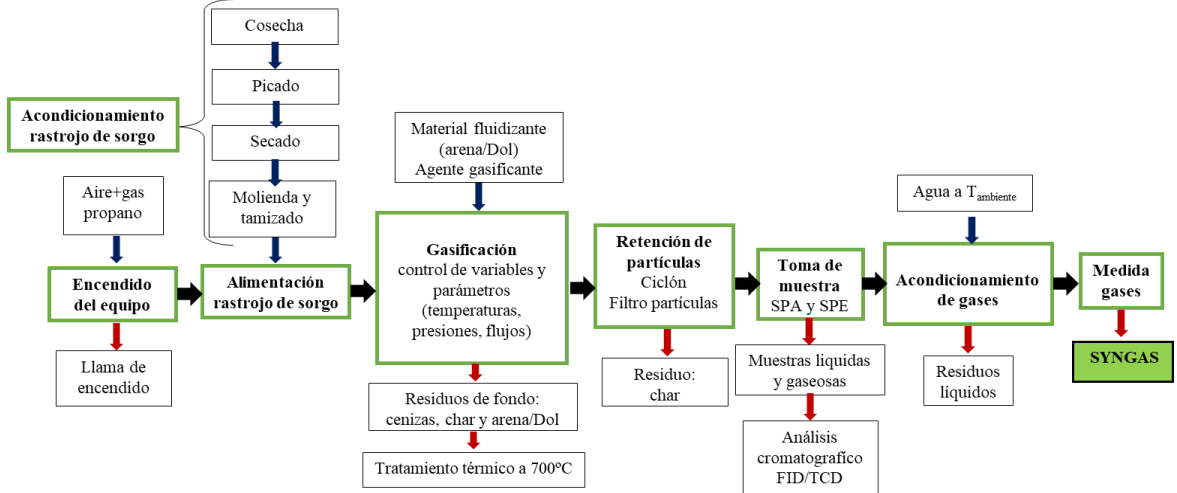 Cosecha
Picado
Acondicionamiento
rastrojo de sorgo
Secado
Molienda y
tamizado
Aire+gas
propano
Encendido
del equipo
Llama de
encendido
Alimentación
rastrojo de sorgo
Material fluidizante
(arena/Dol)
Agente gasificante
Gasificación
control de variables y
parámetros
(temperaturas,
presiones, flujos)
Residuos de fondo:
cenizas, char y arena/Dol
Tratamiento térmico a 700ºC
Retención de
partículas
Ciclón
Filtro partículas
Residuo:
char
Toma de
muestra
SPA y SPE
Muestras liquidas
y gaseosas
Análisis
cromatografíco
FID/TCD
Agua a Tambiente
Acondicionamiento
de gases
Residuos
líquidos
Medida
gases
SYNGAS